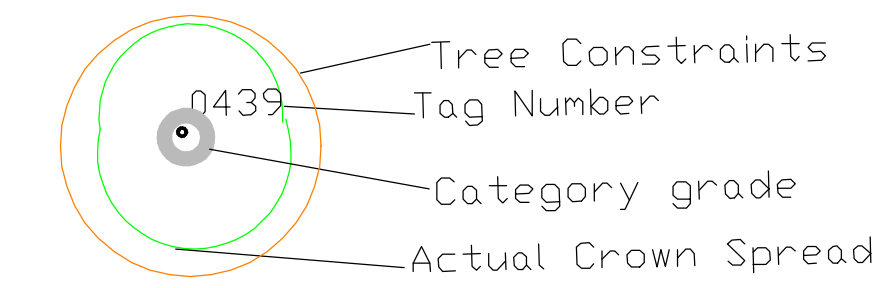 Tree Constraints
0439
Tag Number
Category grade
Actual Crown Spread